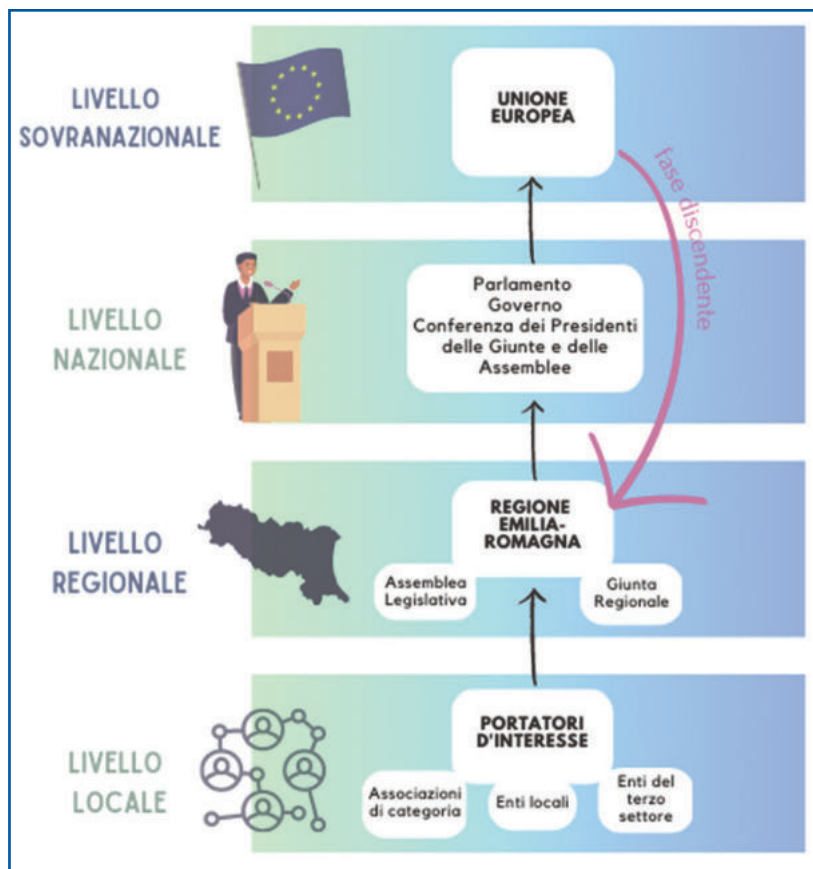 LIVELLO
SOVRANAZIONALE
UNIONE
EUROPEA
fase discendente
LIVELLO
NAZIONALE
Parlamento
Governo
Conferenza dei Presidenti
delle Giunte e delle
Assemblee
LIVELLO
REGIONALE
REGIONE
EMILIA-
ROMAGNA
Assemblea
Legislativa
Giunta
Regionale
LIVELLO
LOCALE
PORTATORI
D'INTERESSE
Associazioni
di categoria
Enti locali
Enti del
terzo
settore